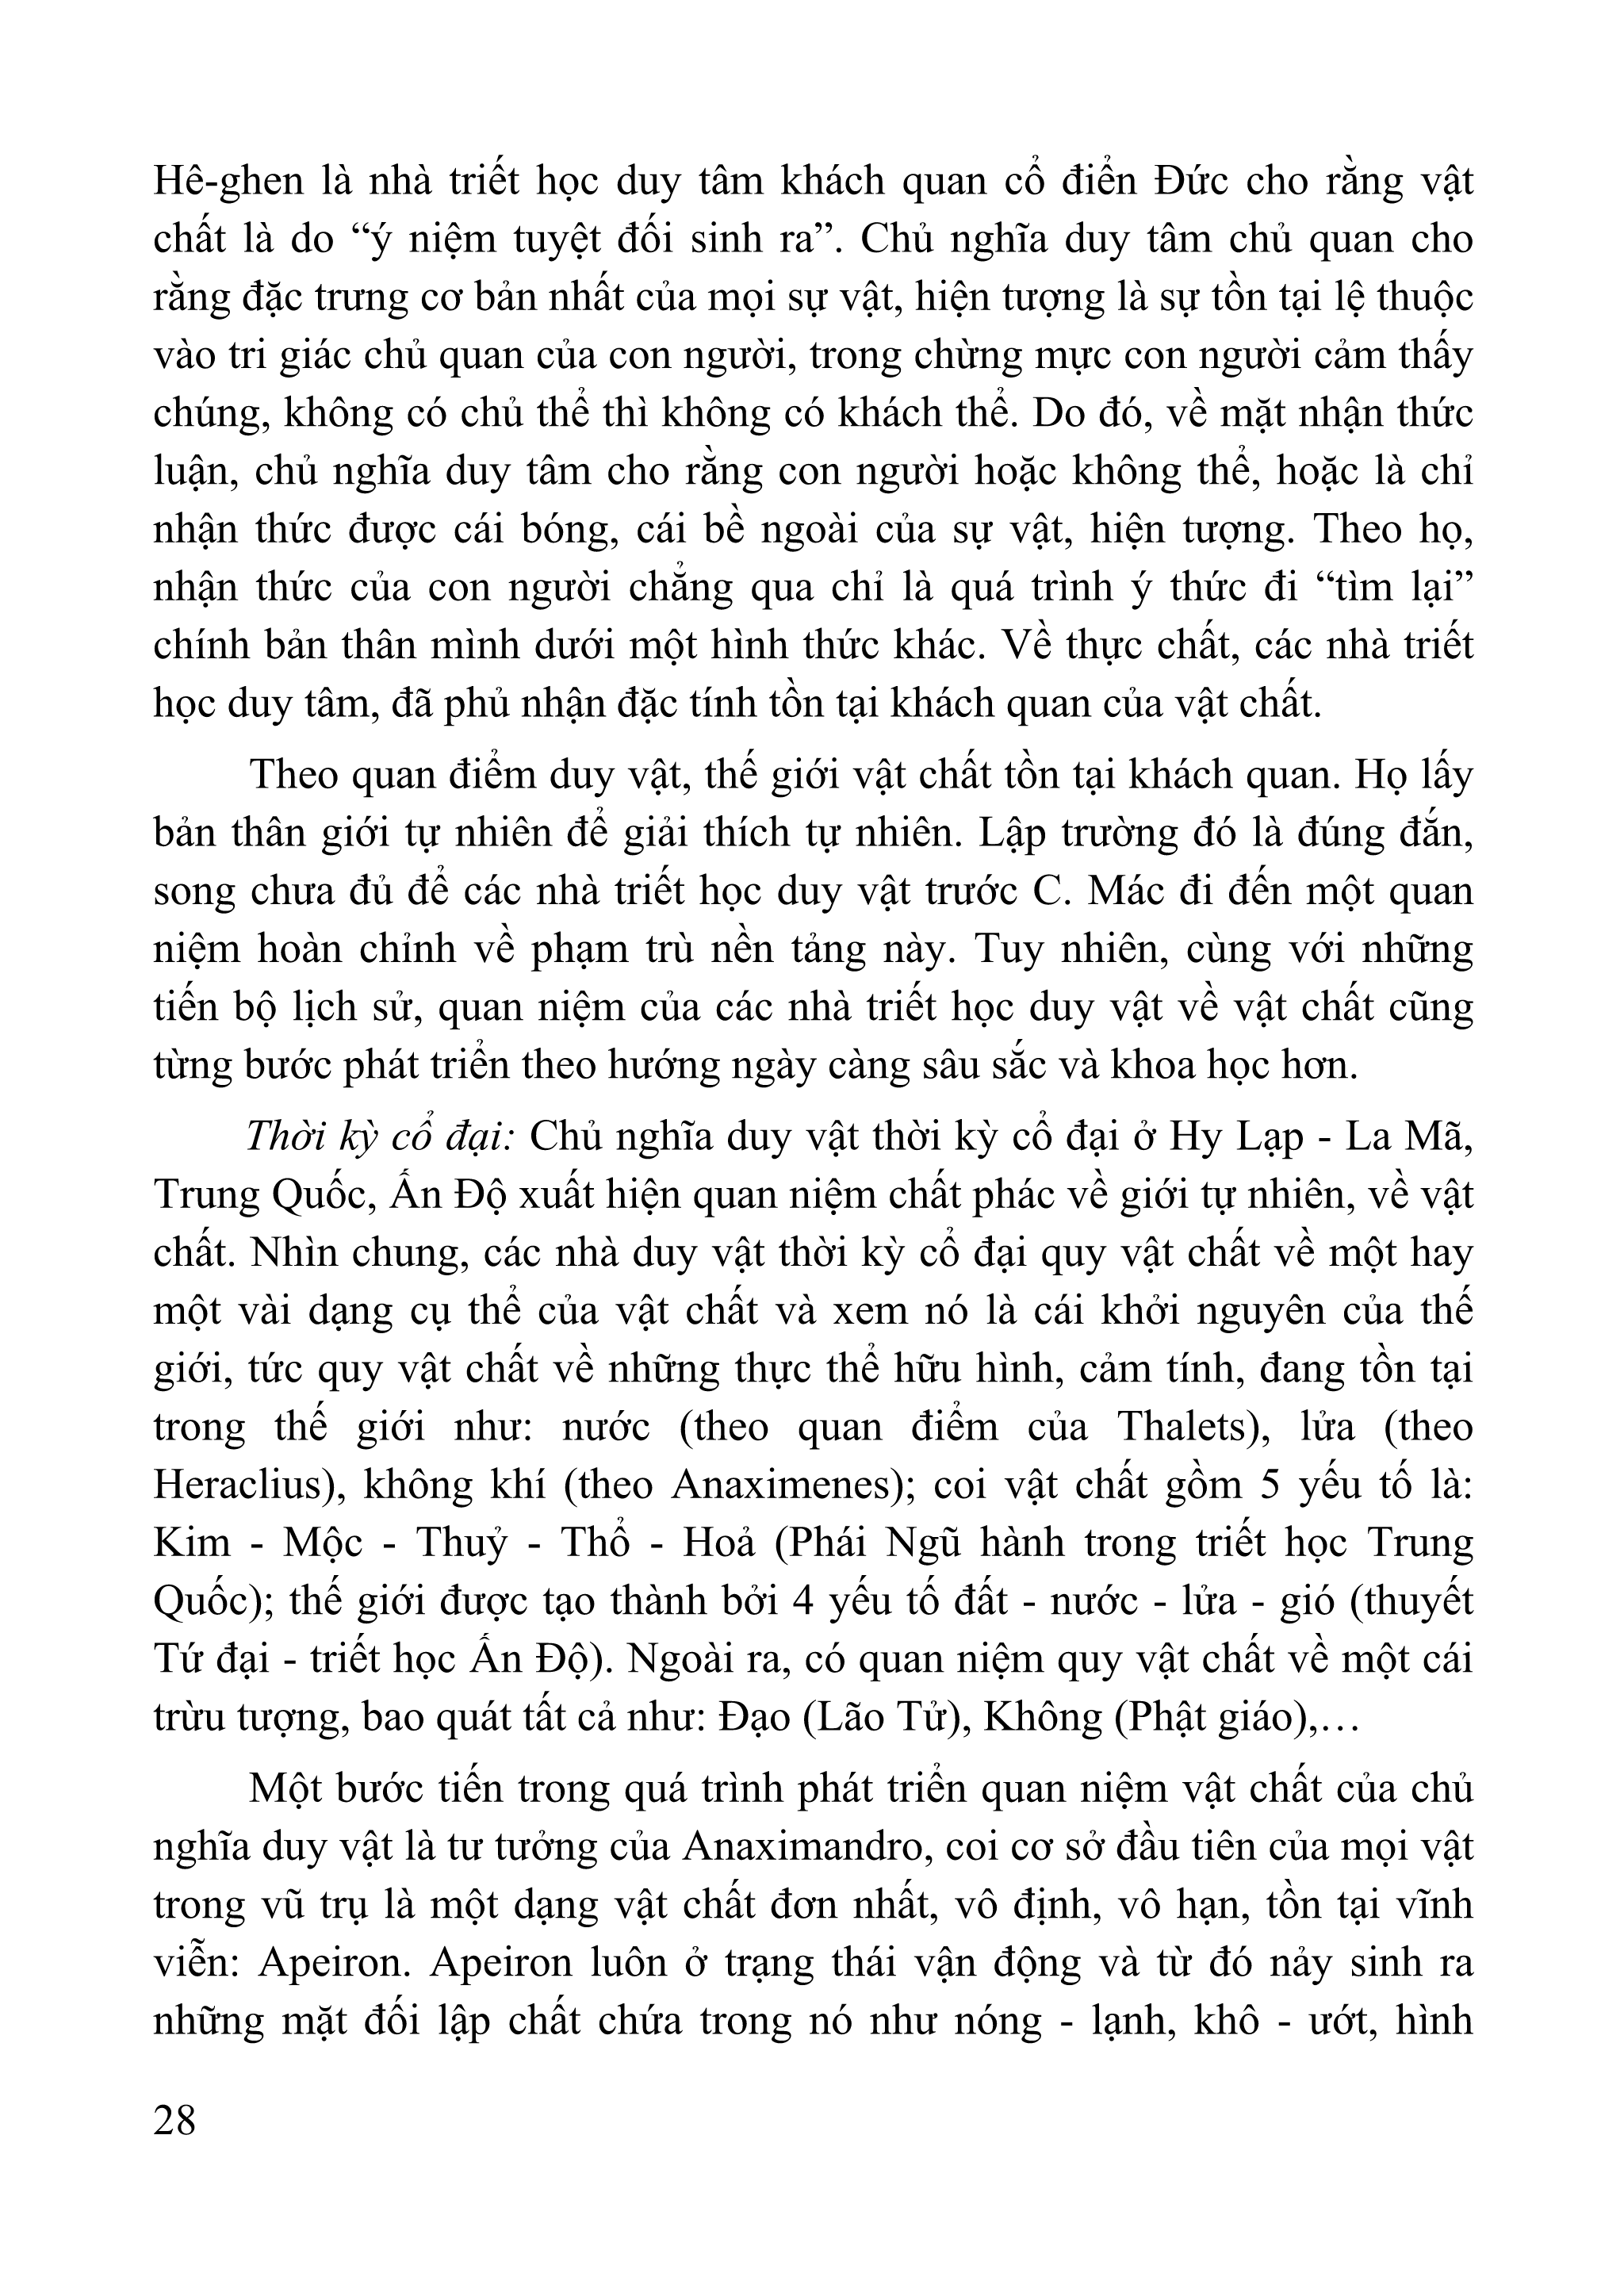 Hê-ghen là nhà triết học duy tâm khách quan cổ điển Đức cho rằng vật
chất là do “ý niệm tuyệt đối sinh ra”. Chủ nghĩa duy tâm chủ quan cho
rằng đặc trưng cơ bản nhất của mọi sự vật, hiện tượng là sự tồn tại lệ thuộc
vào tri giác chủ quan của con người, trong chừng mực con người cảm thấy
chúng, không có chủ thể thì không có khách thể. Do đó, về mặt nhận thức
luận, chủ nghĩa duy tâm cho rằng con người hoặc không thể, hoặc là chỉ
nhận thức được cái bóng, cái bề ngoài của sự vật, hiện tượng. Theo họ,
nhận thức của con người chẳng qua chỉ là quá trình ý thức đi “tìm lại”
chính bản thân mình dưới một hình thức khác. Về thực chất, các nhà triết
học duy tâm, đã phủ nhận đặc tính tồn tại khách quan của vật chất.
Theo quan điểm duy vật, thế giới vật chất tồn tại khách quan. Họ lấy
bản thân giới tự nhiên để giải thích tự nhiên. Lập trường đó là đúng đắn,
song chưa đủ để các nhà triết học duy vật trước C. Mác đi đến một quan
niệm hoàn chỉnh về phạm trù nền tảng này. Tuy nhiên, cùng với những
tiến bộ lịch sử, quan niệm của các nhà triết học duy vật về vật chất cũng
từng bước phát triển theo hướng ngày càng sâu sắc và khoa học hơn.
Thời kỳ cổ đại: Chủ nghĩa duy vật thời kỳ cổ đại ở Hy Lạp - La Mã,
Trung Quốc, Ấn Độ xuất hiện quan niệm chất phác về giới tự nhiên, về vật
chất. Nhìn chung, các nhà duy vật thời kỳ cổ đại quy vật chất về một hay
một vài dạng cụ thể của vật chất và xem nó là cái khởi nguyên của thế
giới, tức quy vật chất về những thực thể hữu hình, cảm tính, đang tồn tại
trong thế giới như: nước (theo quan điểm của Thalets), lửa (theo
Heraclius), không khí (theo Anaximenes); coi vật chất gồm 5 yếu tố là:
Kim - Mộc - Thuỷ - Thổ - Hoả (Phái Ngũ hành trong triết học Trung
Quốc); thế giới được tạo thành bởi 4 yếu tố đất - nước - lửa - gió (thuyết
Tứ đại - triết học Ấn Độ). Ngoài ra, có quan niệm quy vật chất về một cái
trừu tượng, bao quát tất cả như: Đạo (Lão Tử), Không (Phật giáo),…
Một bước tiến trong quá trình phát triển quan niệm vật chất của chủ
nghĩa duy vật là tư tưởng của Anaximandro, coi cơ sở đầu tiên của mọi vật
trong vũ trụ là một dạng vật chất đơn nhất, vô định, vô hạn, tồn tại vĩnh
viễn: Apeiron. Apeiron luôn ở trạng thái vận động và từ đó nảy sinh ra
những mặt đối lập chất chứa trong nó như nóng - lạnh, khô - ướt, hình
28